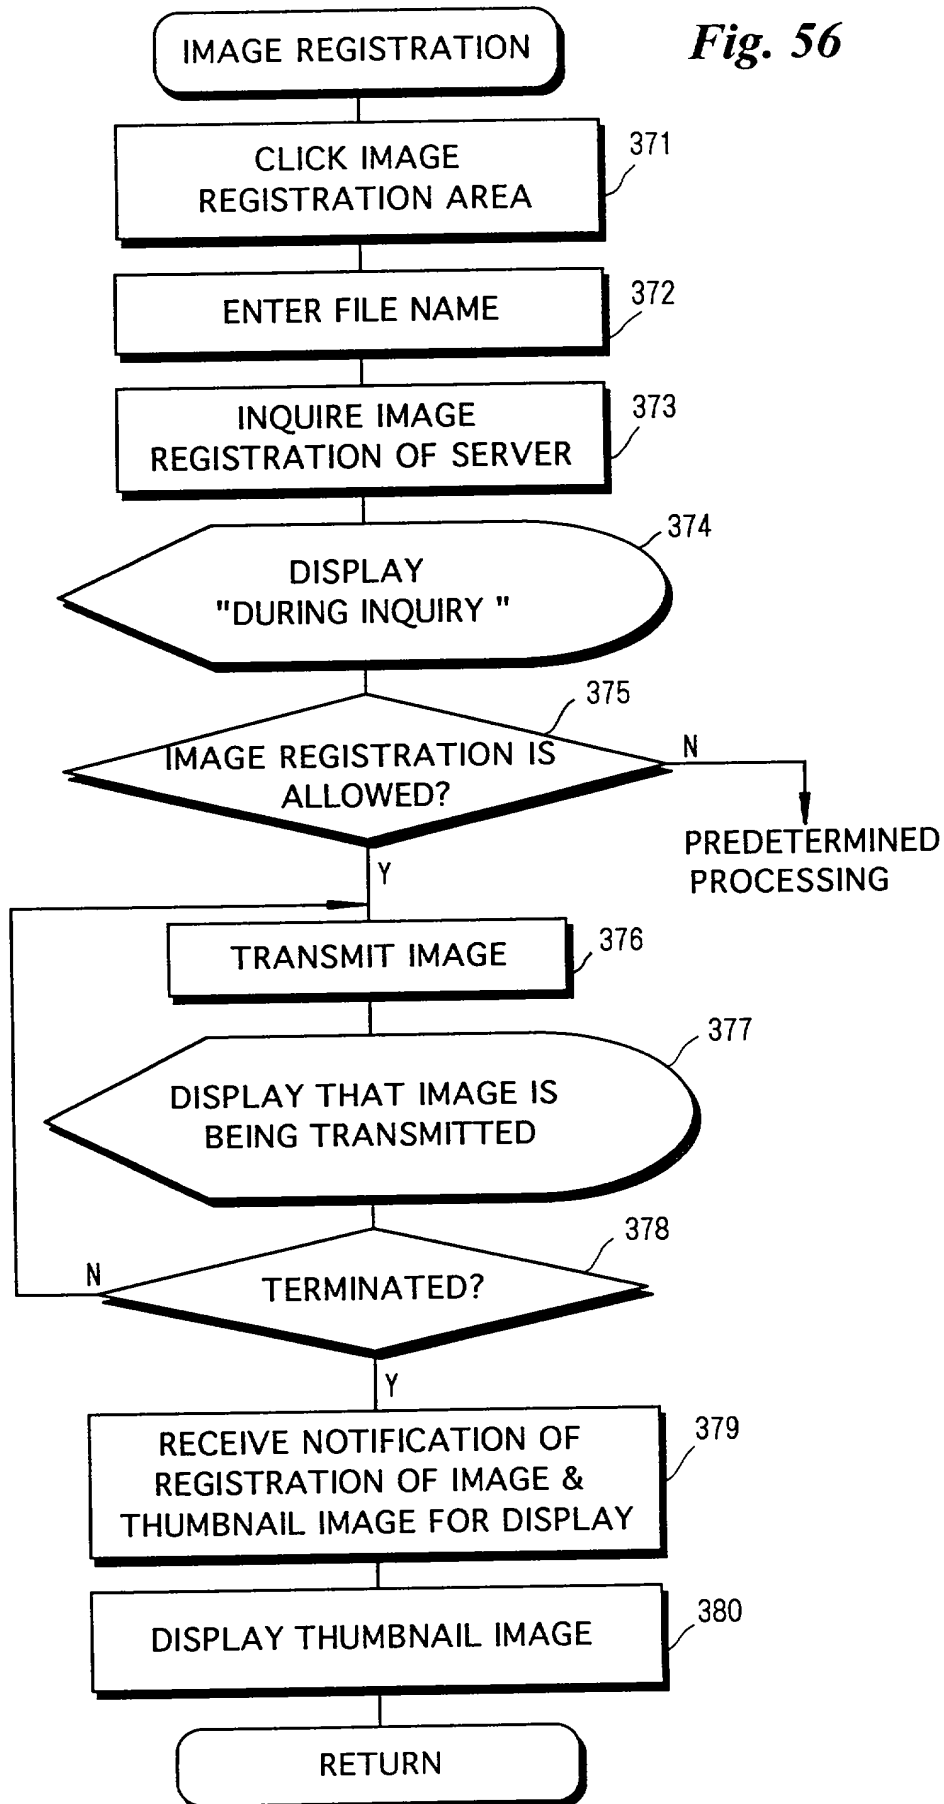 Fig. 56
IMAGE REGISTRATION
CLICK IMAGE
REGISTRATION AREA
371
ENTER FILE NAME
372
INQUIRE IMAGE
REGISTRATION OF SERVER
373
DISPLAY
"DURING INQUIRY "
374
IMAGE REGISTRATION IS
ALLOWED?
375
N
PREDETERMINED
PROCESSING
Y
TRANSMIT IMAGE
376
DISPLAY THAT IMAGE IS
BEING TRANSMITTED
377
TERMINATED?
378
N
Y
RECEIVE NOTIFICATION OF
REGISTRATION OF IMAGE &
THUMBNAIL IMAGE FOR DISPLAY
379
DISPLAY THUMBNAIL IMAGE
380
RETURN